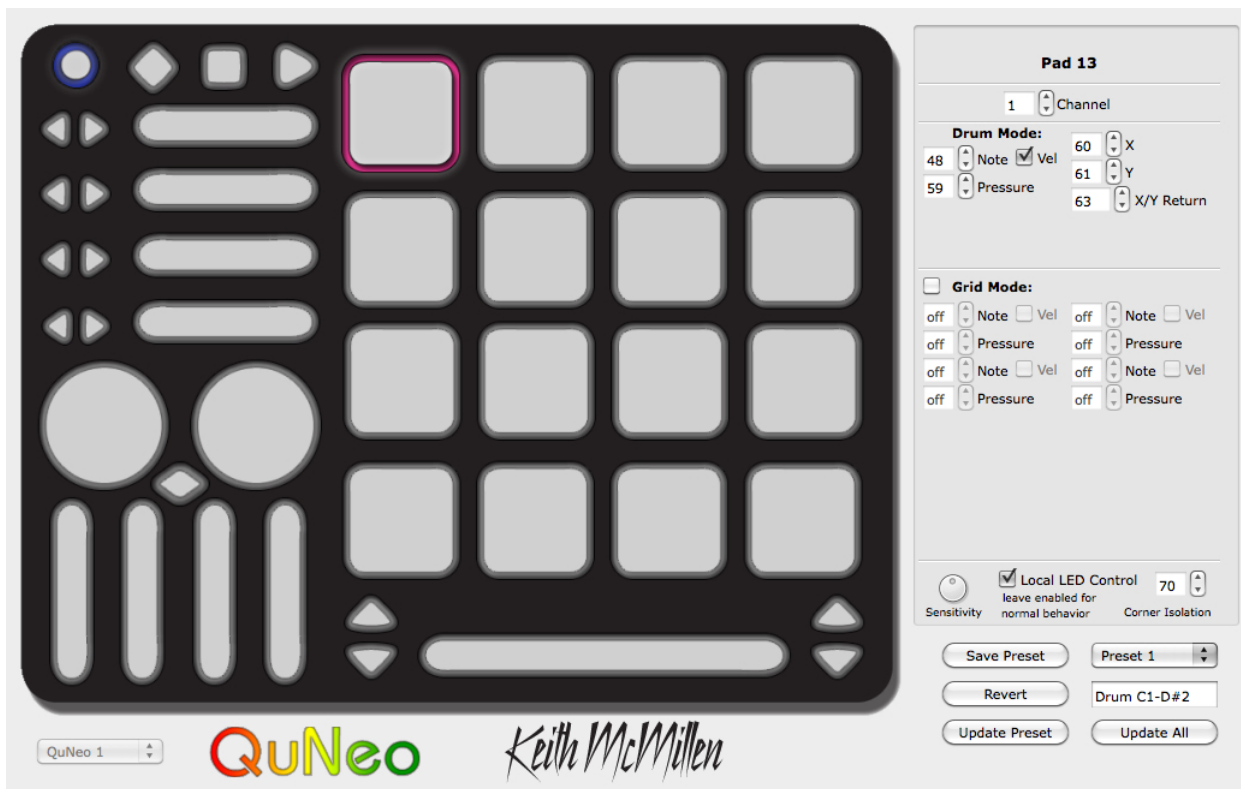 Pad 13
1 Channel
Drum Mode:
48 Note Vel
59 Pressure
60 X
61 Y
63 X/Y Return
Grid Mode:
off Note Vel off Note Vel
off Pressure off Pressure
off Note Vel off Note Vel
off Pressure off Pressure
Sensitivity
Local LED Control
leave enabled for
normal behavior
70
Corner Isolation
Save Preset Preset 1
Revert Drum C1-D#2
Update Preset Update All
QuNeo 1
QuNeo
Keith McMillen